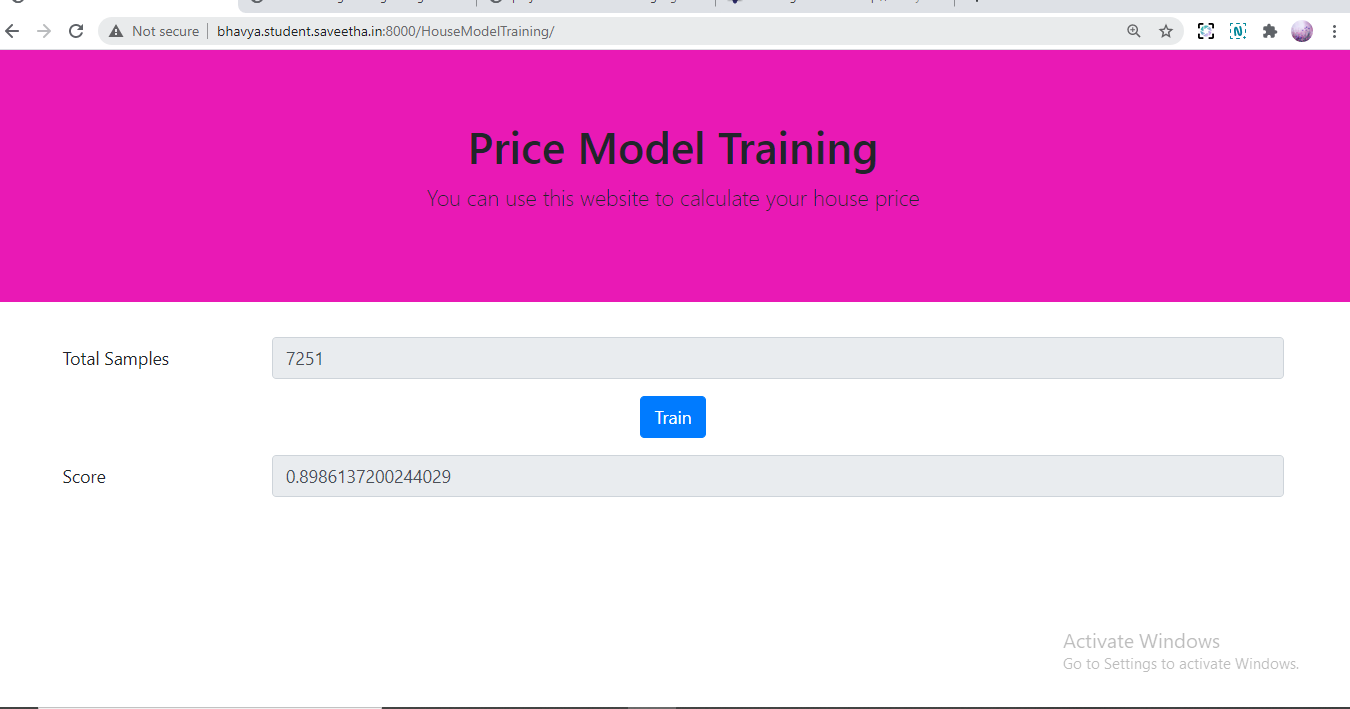 Not secure | bhavya.student.saveetha.in:8000/HouseModelTraining/
Price Model Training
You can use this website to calculate your house price
Total Samples 7251
Train
Score 0.8986137200244029
Activate Windows
Go to Settings to activate Windows.